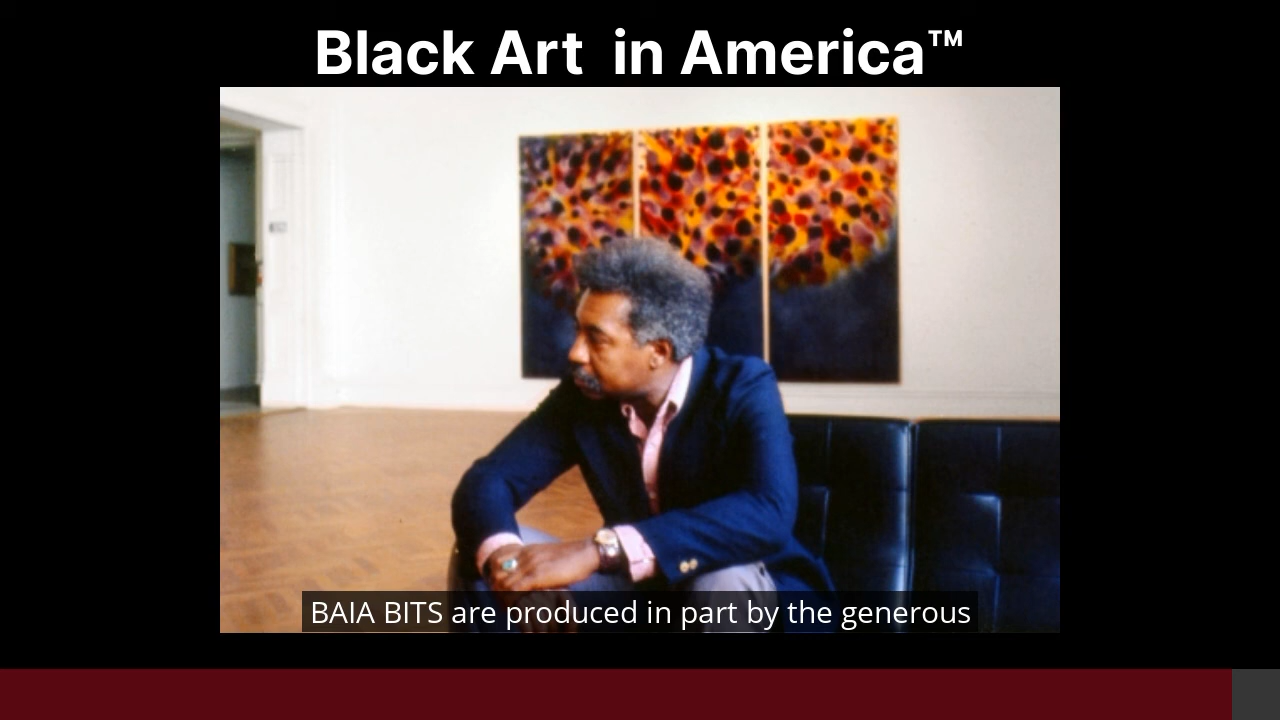 Black Art in America™
BAIA BITS are produced in part by the generous